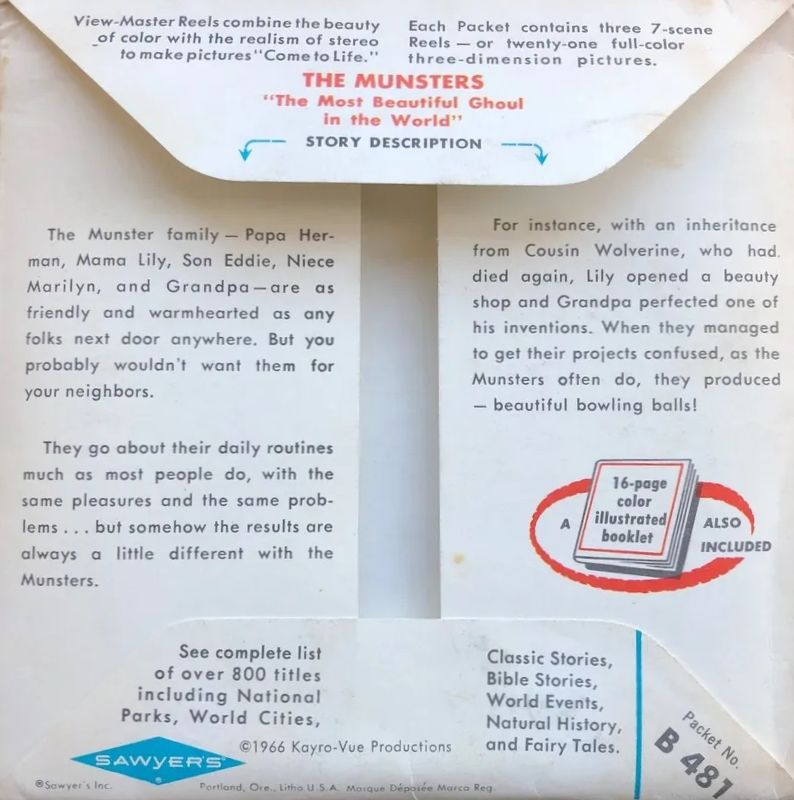 View-Master Reels combine the beauty
of color with the realism of stereo
to make pictures "Come to Life."
Each Packet contains three 7-scene
Reels — or twenty-one full-color
three-dimension pictures.
THE MUNSTERS
"The Most Beautiful Ghoul
in the World"
STORY DESCRIPTION
The Munster family — Papa Her-
man, Mama Lily, Son Eddie, Niece
Marilyn, and Grandpa — are as
friendly and warmhearted as any
folks next door anywhere. But you
probably wouldn't want them for
your neighbors.
They go about their daily routines
much as most people do, with the
same pleasures and the same prob-
lems . . . but somehow the results are
always a little different with the
Munsters.
For instance, with an inheritance
from Cousin Wolverine, who had
died again, Lily opened a beauty
shop and Grandpa perfected one of
his inventions. When they managed
to get their projects confused, as the
Munsters often do, they produced
— beautiful bowling balls!
A
16-page
color
illustrated
booklet
ALSO
INCLUDED
See complete list
of over 800 titles
including National
Parks, World Cities,
Classic Stories,
Bible Stories,
World Events,
Natural History,
and Fairy Tales.
©1966 Kayro-Vue Productions
SAWYER'S®
®Sawyer's Inc.
Portland, Ore., Litho U.S.A. Marque Déposée Marca Reg.
Packet No.
B 481